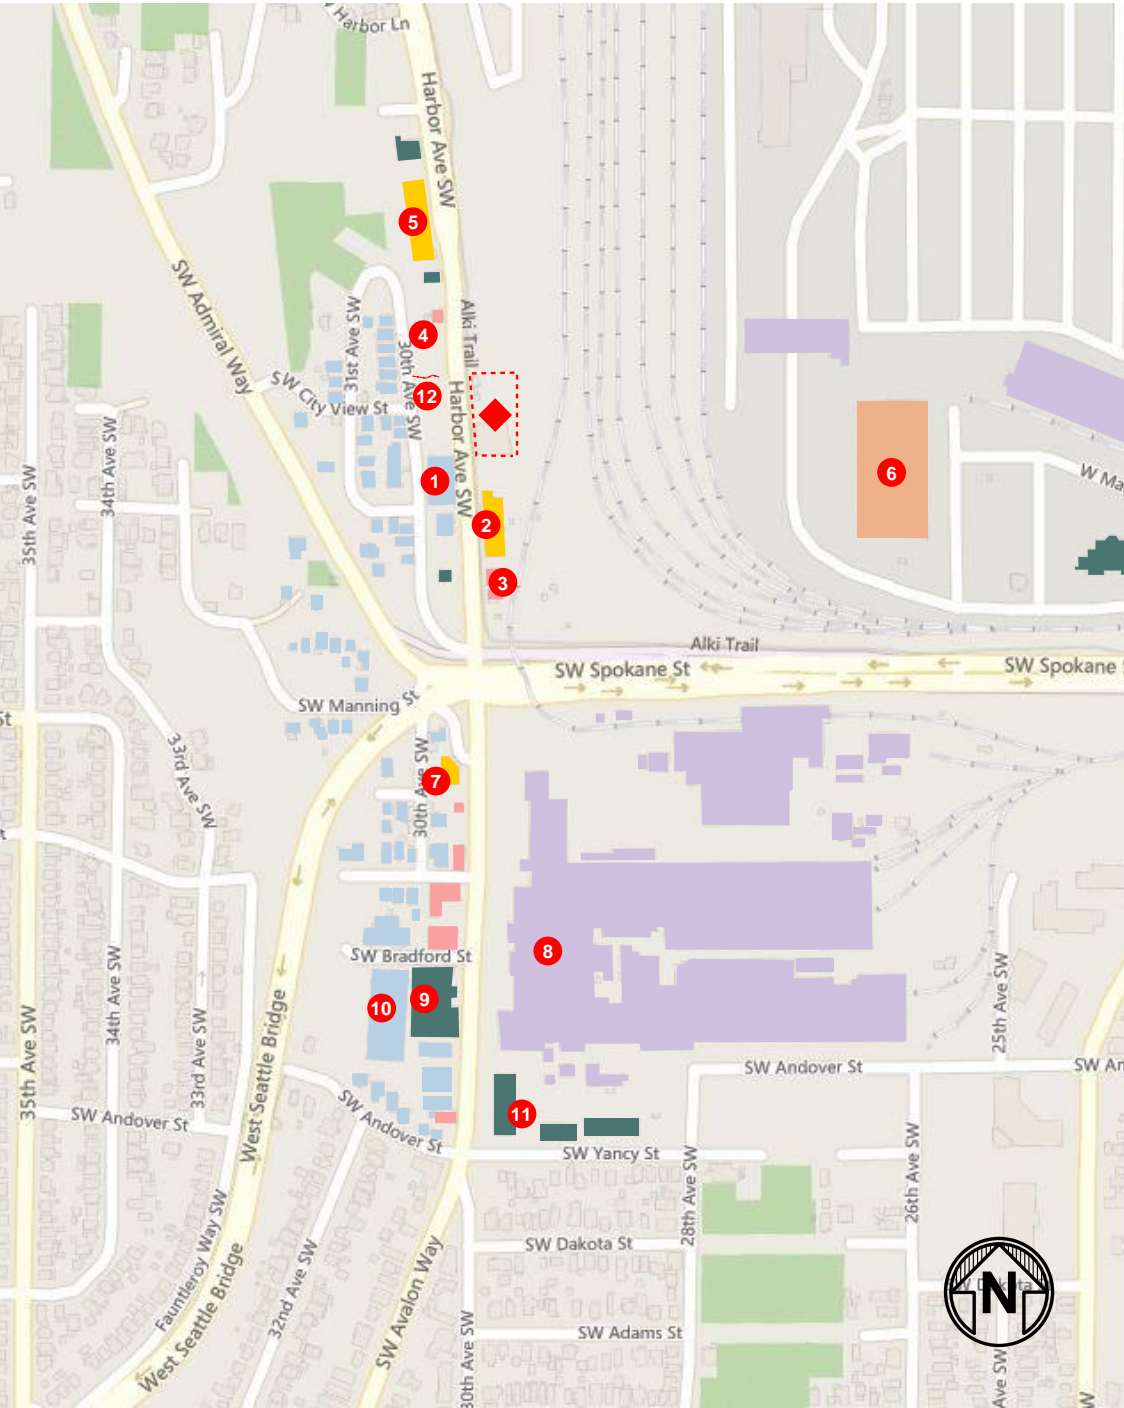 Harbor Ln
Harbor Ave SW
5
SW Admiral Way
Alki Trail
31st Ave SW
4
30th Ave SW
SW City View St
12
Harbor Ave SW
6
W Ma
34th Ave SW
35th Ave SW
1
2
3
Alki Trail
SW Spokane St
SW Spokane
SW Manning St
St
33rd Ave SW
30th Ave SW
7
t
8
SW Bradford St
9
10
34th Ave SW
33rd Ave SW
35th Ave SW
West Seattle Bridge
25th Ave SW
SW Andover St
SW An
SW Andover St
SW Andover St
11
SW Yancy St
28th Ave SW
26th Ave SW
SW Dakota St
Fauntleroy Way SW
West Seattle Bridge
32nd Ave SW
SW Avalon Way
30th Ave SW
SW Adams St
N
Ave SW
W